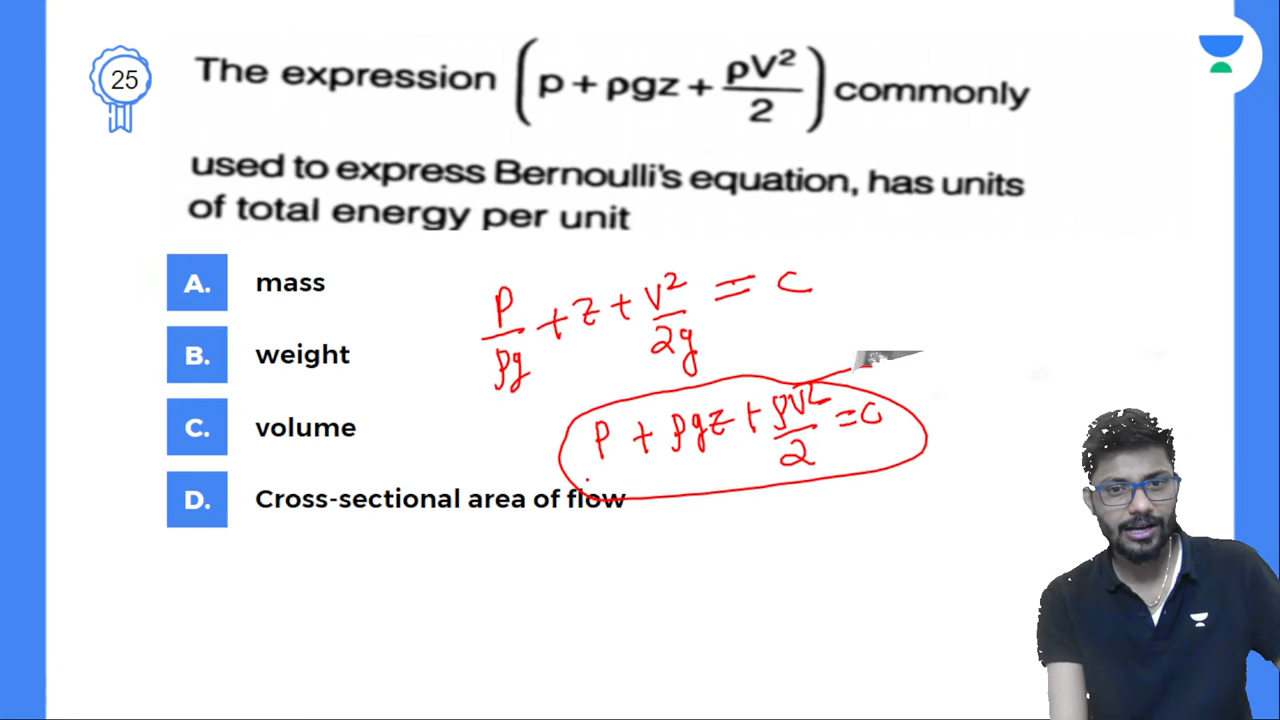 25
The expression (p + ρgz + ρV²/2) commonly
used to express Bernoulli's equation, has units
of total energy per unit
A. mass
B. weight
C. volume
D. Cross-sectional area of flow
P/ρg + z + v²/2g = C
P + ρgz + ρv²/2 = C